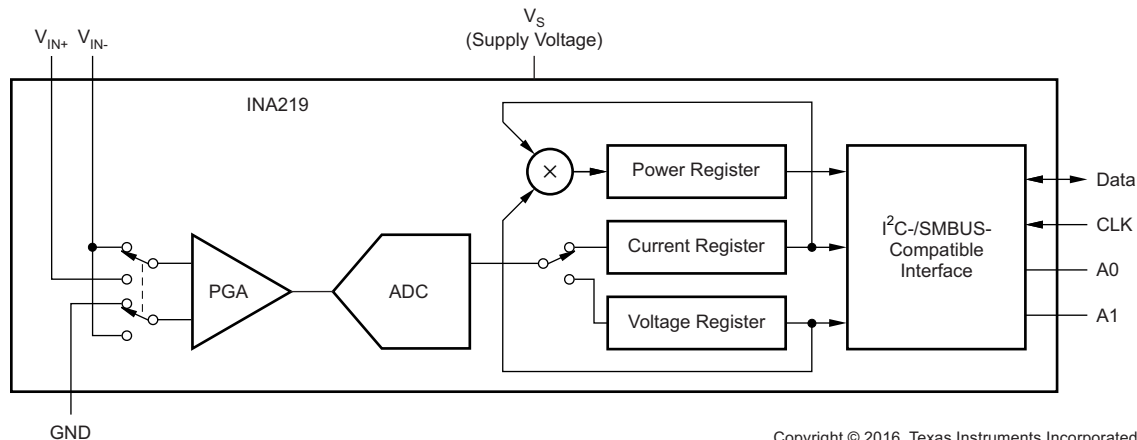 V_S
(Supply Voltage)
V_IN+ V_IN-
INA219
×
Power Register
Current Register
Voltage Register
PGA
ADC
I²C-/SMBUS-
Compatible
Interface
Data
CLK
A0
A1
GND
Copyright © 2016, Texas Instruments Incorporated